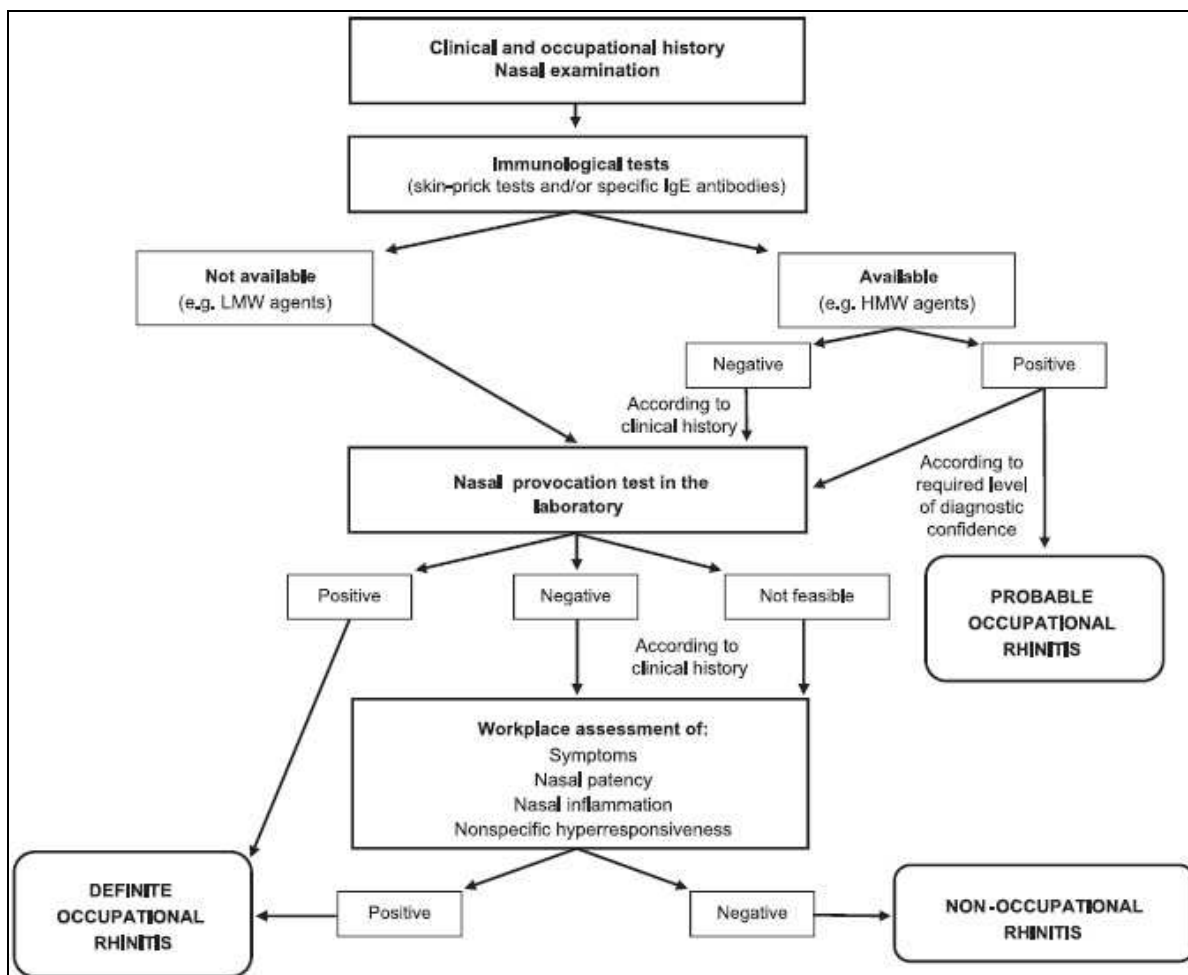 Clinical and occupational history
Nasal examination
Immunological tests
(skin-prick tests and/or specific IgE antibodies)
Not available
(e.g. LMW agents)
Available
(e.g. HMW agents)
Negative
Positive
According to
clinical history
According to
required level
of diagnostic
confidence
Nasal provocation test in the
laboratory
Positive
Negative
Not feasible
PROBABLE
OCCUPATIONAL
RHINITIS
According to
clinical history
Workplace assessment of:
Symptoms
Nasal patency
Nasal inflammation
Nonspecific hyperresponsiveness
DEFINITE
OCCUPATIONAL
RHINITIS
Positive
Negative
NON-OCCUPATIONAL
RHINITIS